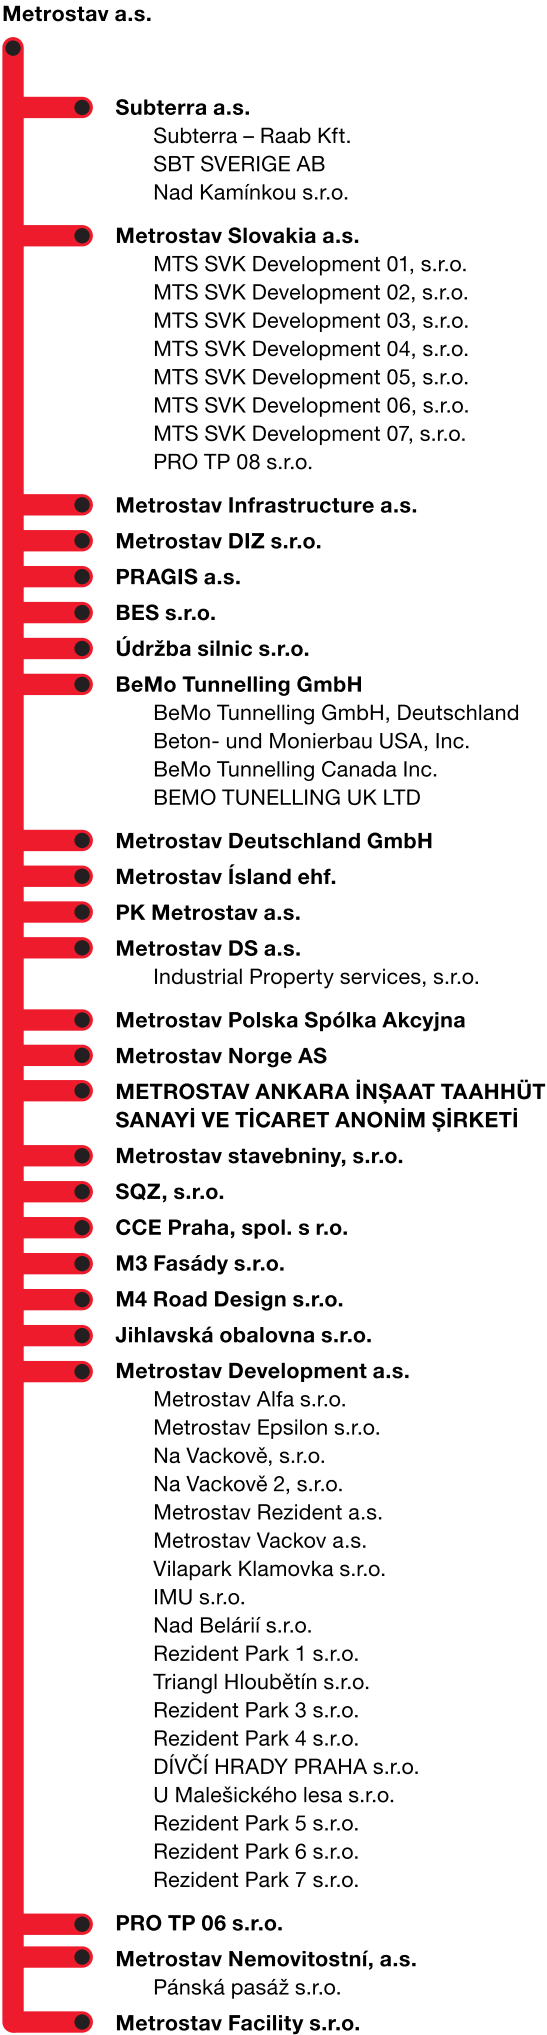 Metrostav a.s.
Subterra a.s.
Subterra – Raab Kft.
SBT SVERIGE AB
Nad Kamínkou s.r.o.
Metrostav Slovakia a.s.
MTS SVK Development 01, s.r.o.
MTS SVK Development 02, s.r.o.
MTS SVK Development 03, s.r.o.
MTS SVK Development 04, s.r.o.
MTS SVK Development 05, s.r.o.
MTS SVK Development 06, s.r.o.
MTS SVK Development 07, s.r.o.
PRO TP 08 s.r.o.
Metrostav Infrastructure a.s.
Metrostav DIZ s.r.o.
PRAGIS a.s.
BES s.r.o.
Údržba silnic s.r.o.
BeMo Tunnelling GmbH
BeMo Tunnelling GmbH, Deutschland
Beton- und Monierbau USA, Inc.
BeMo Tunnelling Canada Inc.
BEMO TUNELLING UK LTD
Metrostav Deutschland GmbH
Metrostav Ísland ehf.
PK Metrostav a.s.
Metrostav DS a.s.
Industrial Property services, s.r.o.
Metrostav Polska Spólka Akcyjna
Metrostav Norge AS
METROSTAV ANKARA İNŞAAT TAAHHÜT
SANAYİ VE TİCARET ANONİM ŞİRKETİ
Metrostav stavebniny, s.r.o.
SQZ, s.r.o.
CCE Praha, spol. s r.o.
M3 Fasády s.r.o.
M4 Road Design s.r.o.
Jihlavská obalovna s.r.o.
Metrostav Development a.s.
Metrostav Alfa s.r.o.
Metrostav Epsilon s.r.o.
Na Vackově, s.r.o.
Na Vackově 2, s.r.o.
Metrostav Rezident a.s.
Metrostav Vackov a.s.
Vilapark Klamovka s.r.o.
IMU s.r.o.
Nad Belárií s.r.o.
Rezident Park 1 s.r.o.
Triangl Hloubětín s.r.o.
Rezident Park 3 s.r.o.
Rezident Park 4 s.r.o.
DÍVČÍ HRADY PRAHA s.r.o.
U Malešického lesa s.r.o.
Rezident Park 5 s.r.o.
Rezident Park 6 s.r.o.
Rezident Park 7 s.r.o.
PRO TP 06 s.r.o.
Metrostav Nemovitostní, a.s.
Pánská pasáž s.r.o.
Metrostav Facility s.r.o.